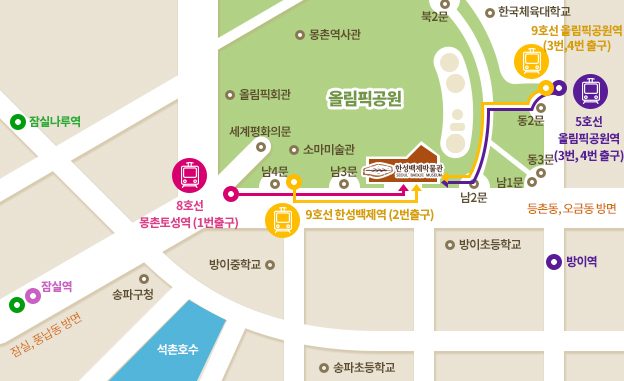 북2문
한국체육대학교
9호선 올림픽공원역
(3번,4번 출구)
몽촌역사관
올림픽회관
올림픽공원
5호선
올림픽공원역
(3번, 4번 출구)
잠실나루역
세계평화의문
동2문
소마미술관
동3문
남4문
남3문
한성백제박물관
SEOUL BAEKJE MUSEUM
남1문
남2문
8호선
몽촌토성역 (1번출구)
9호선 한성백제역 (2번출구)
등촌동, 오금동 방면
방이초등학교
방이중학교
방이역
잠실역
송파구청
잠실, 풍납동 방면
석촌호수
송파초등학교